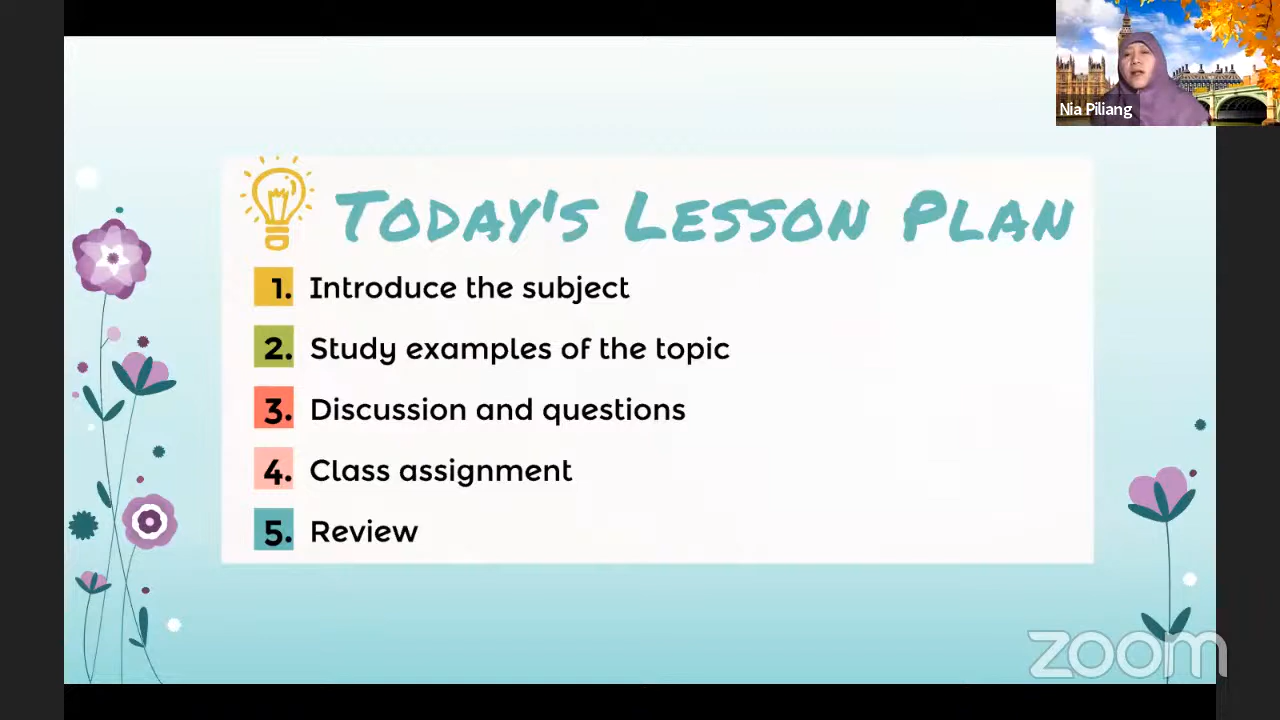 Nia Piliang
Today's Lesson Plan
1. Introduce the subject
2. Study examples of the topic
3. Discussion and questions
4. Class assignment
5. Review
zoom